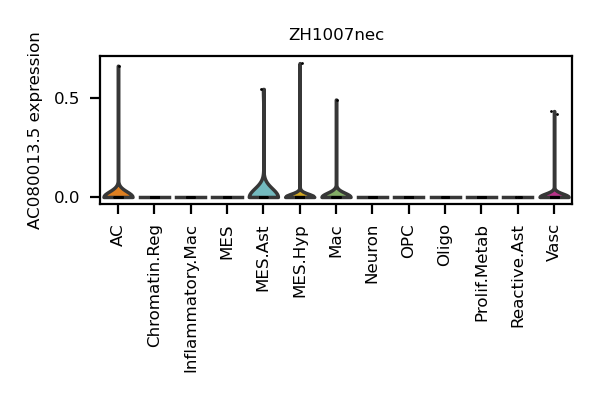 ZH1007nec
AC080013.5 expression
0.5
0.0
AC
Chromatin.Reg
Inflammatory.Mac
MES
MES.Ast
MES.Hyp
Mac
Neuron
OPC
Oligo
Prolif.Metab
Reactive.Ast
Vasc